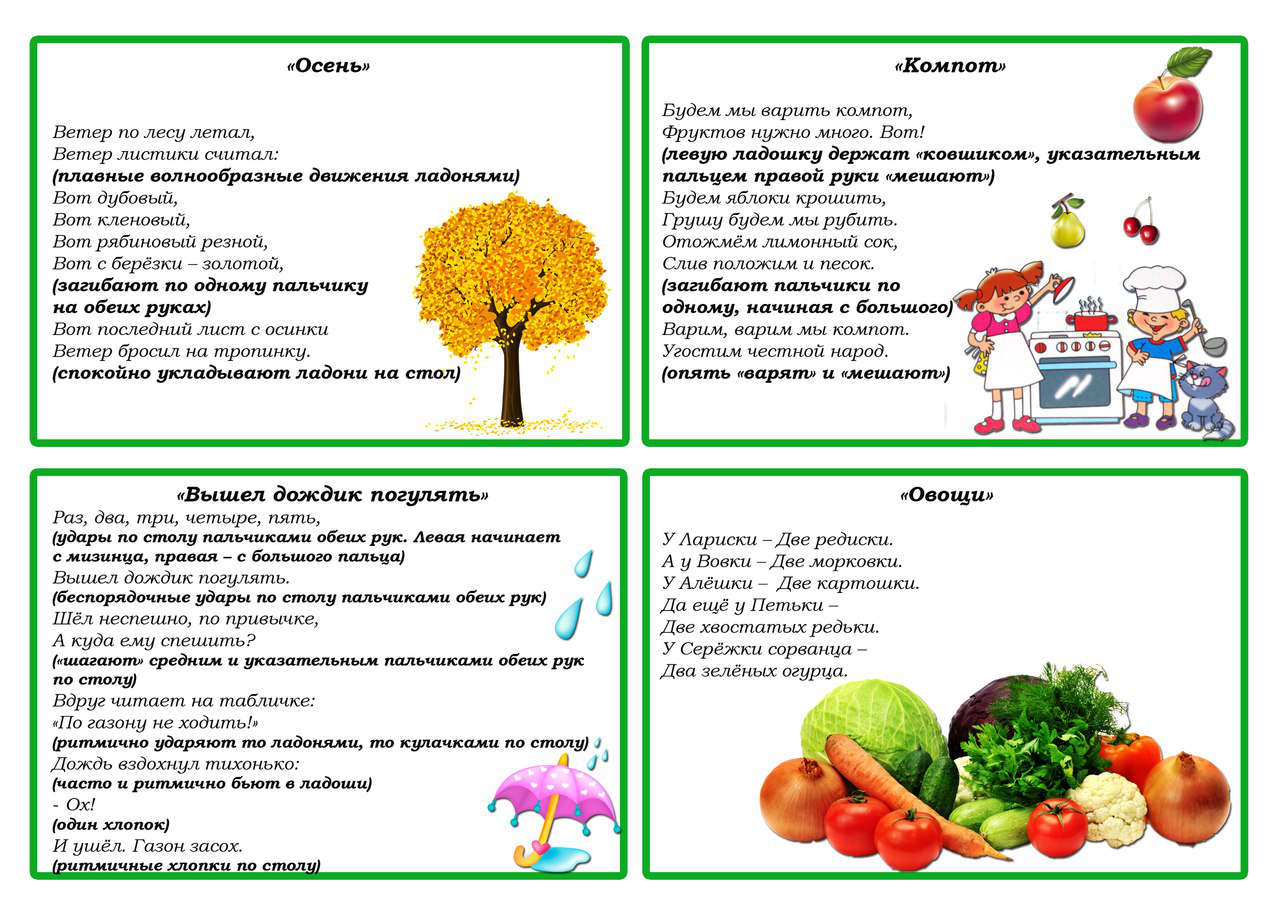 «Осень»
Ветер по лесу летал,
Ветер листики считал:
(плавные волнообразные движения ладонями)
Вот дубовый,
Вот кленовый,
Вот рябиновый резной,
Вот с берёзки – золотой,
(загибают по одному пальчику
на обеих руках)
Вот последний лист с осинки
Ветер бросил на тропинку.
(спокойно укладывают ладони на стол)
«Компот»
Будем мы варить компот,
Фруктов нужно много. Вот!
(левую ладошку держат «ковшиком», указательным
пальцем правой руки «мешают»)
Будем яблоки крошить,
Грушу будем мы рубить.
Отожмём лимонный сок,
Слив положим и песок.
(загибают пальчики по
одному, начиная с большого)
Варим, варим мы компот.
Угостим честной народ.
(опять «варят» и «мешают»)
«Вышел дождик погулять»
Раз, два, три, четыре, пять,
(удары по столу пальчиками обеих рук. Левая начинает
с мизинца, правая – с большого пальца)
Вышел дождик погулять.
(беспорядочные удары по столу пальчиками обеих рук)
Шёл неспешно, по привычке,
А куда ему спешить?
(«шагают» средним и указательным пальчиками обеих рук
по столу)
Вдруг читает на табличке:
«По газону не ходить!»
(ритмично ударяют то ладонями, то кулачками по столу)
Дождь вздохнул тихонько:
(часто и ритмично бьют в ладоши)
- Ох!
(один хлопок)
И ушёл. Газон засох.
(ритмичные хлопки по столу)
«Овощи»
У Лариски – Две редиски.
А у Вовки – Две морковки.
У Алёшки – Две картошки.
Да ещё у Петьки –
Две хвостатых редьки.
У Серёжки сорванца –
Два зелёных огурца.